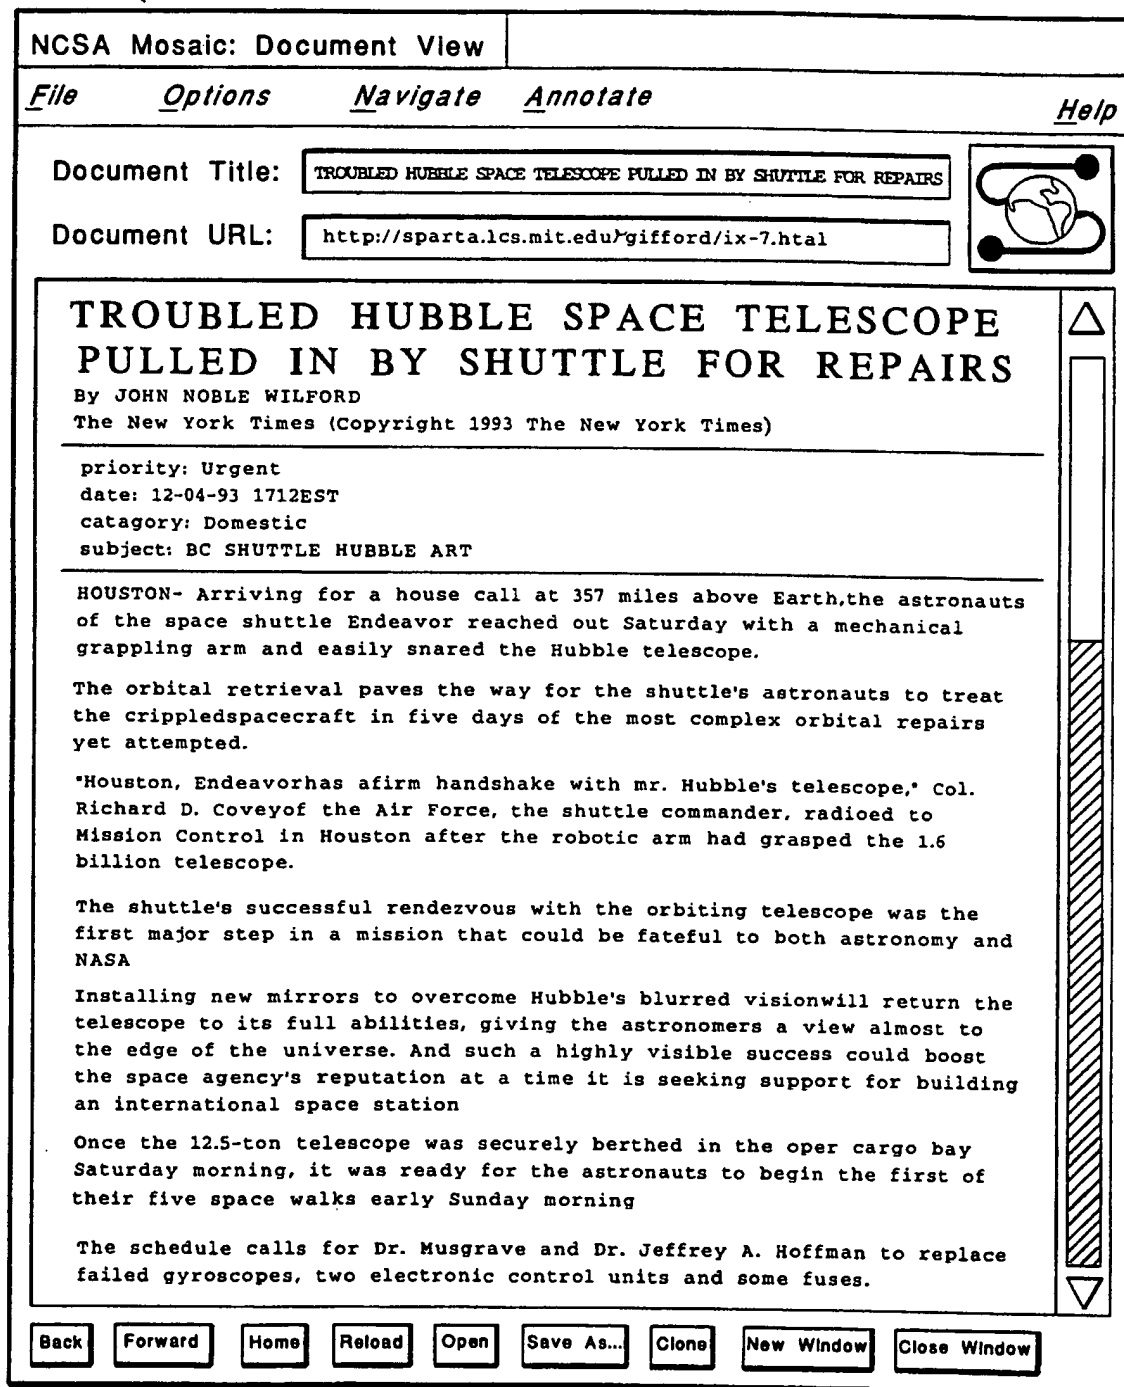 NCSA Mosaic: Document View
File Options Navigate Annotate Help
Document Title: TROUBLED HUBBLE SPACE TELESCOPE PULLED IN BY SHUTTLE FOR REPAIRS
Document URL: http://sparta.lcs.mit.edu/~gifford/ix-7.htal
TROUBLED HUBBLE SPACE TELESCOPE
PULLED IN BY SHUTTLE FOR REPAIRS
By JOHN NOBLE WILFORD
The New York Times (Copyright 1993 The New York Times)
priority: Urgent
date: 12-04-93 1712EST
catagory: Domestic
subject: BC SHUTTLE HUBBLE ART
HOUSTON- Arriving for a house call at 357 miles above Earth,the astronauts
of the space shuttle Endeavor reached out Saturday with a mechanical
grappling arm and easily snared the Hubble telescope.
The orbital retrieval paves the way for the shuttle's astronauts to treat
the crippledspacecraft in five days of the most complex orbital repairs
yet attempted.
"Houston, Endeavorhas afirm handshake with mr. Hubble's telescope," Col.
Richard D. Coveyof the Air Force, the shuttle commander, radioed to
Mission Control in Houston after the robotic arm had grasped the 1.6
billion telescope.
The shuttle's successful rendezvous with the orbiting telescope was the
first major step in a mission that could be fateful to both astronomy and
NASA
Installing new mirrors to overcome Hubble's blurred visionwill return the
telescope to its full abilities, giving the astronomers a view almost to
the edge of the universe. And such a highly visible success could boost
the space agency's reputation at a time it is seeking support for building
an international space station
Once the 12.5-ton telescope was securely berthed in the oper cargo bay
Saturday morning, it was ready for the astronauts to begin the first of
their five space walks early Sunday morning
The schedule calls for Dr. Musgrave and Dr. Jeffrey A. Hoffman to replace
failed gyroscopes, two electronic control units and some fuses.
Back Forward Home Reload Open Save As... Clone New Window Close Window